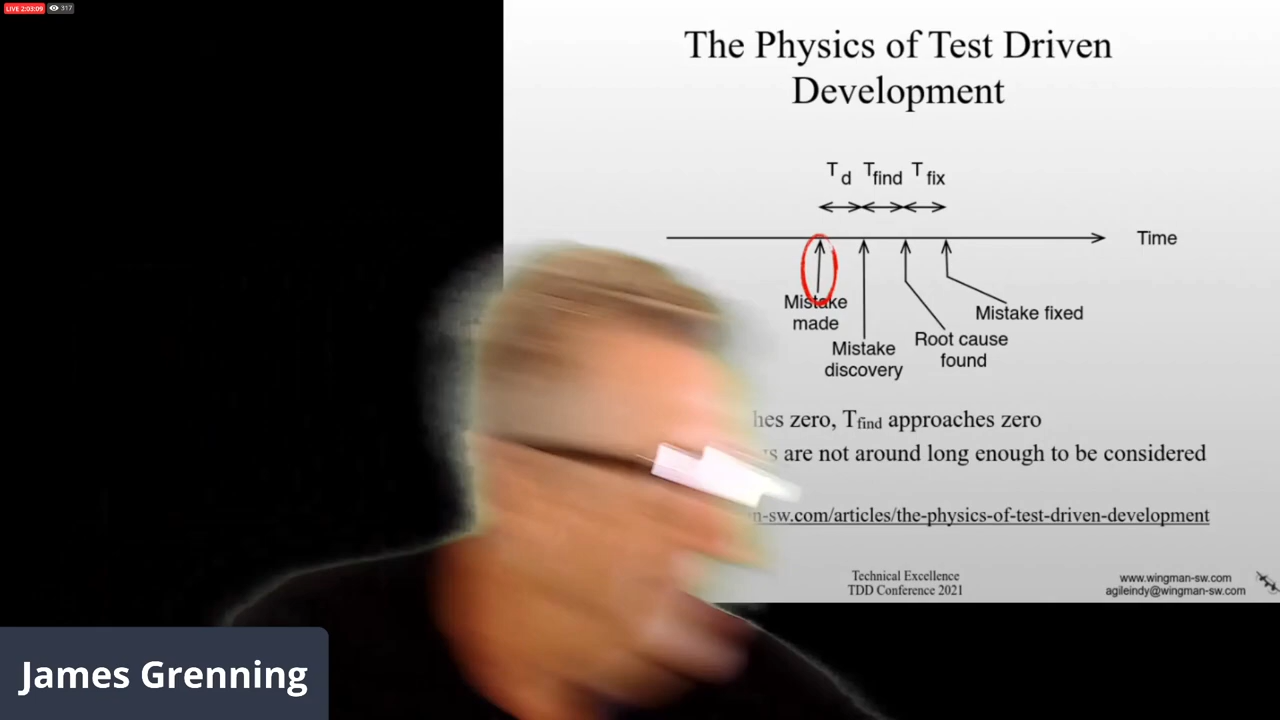 LIVE 2:03:09 317
The Physics of Test Driven
Development
T d T find T fix
Time
Mistake
made
Mistake
discovery
Root cause
found
Mistake fixed
zero, Tfind approaches zero
are not around long enough to be considered
n-sw.com/articles/the-physics-of-test-driven-development
Technical Excellence
TDD Conference 2021
www.wingman-sw.com
agileindy@wingman-sw.com
James Grenning